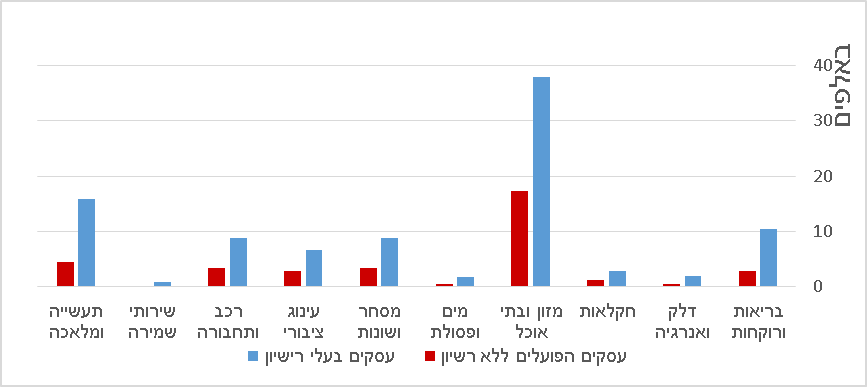 באלפים
40
30
20
10
0
בריאות
ורוקחות
דלק
ואנרגיה
חקלאות
מזון ובתי
אוכל
מים
ופסולת
מסחר
ושונות
עינוג
ציבורי
רכב
ותחבורה
שירותי
שמירה
תעשייה
ומלאכה
עסקים הפועלים ללא רשיון
עסקים בעלי רישיון